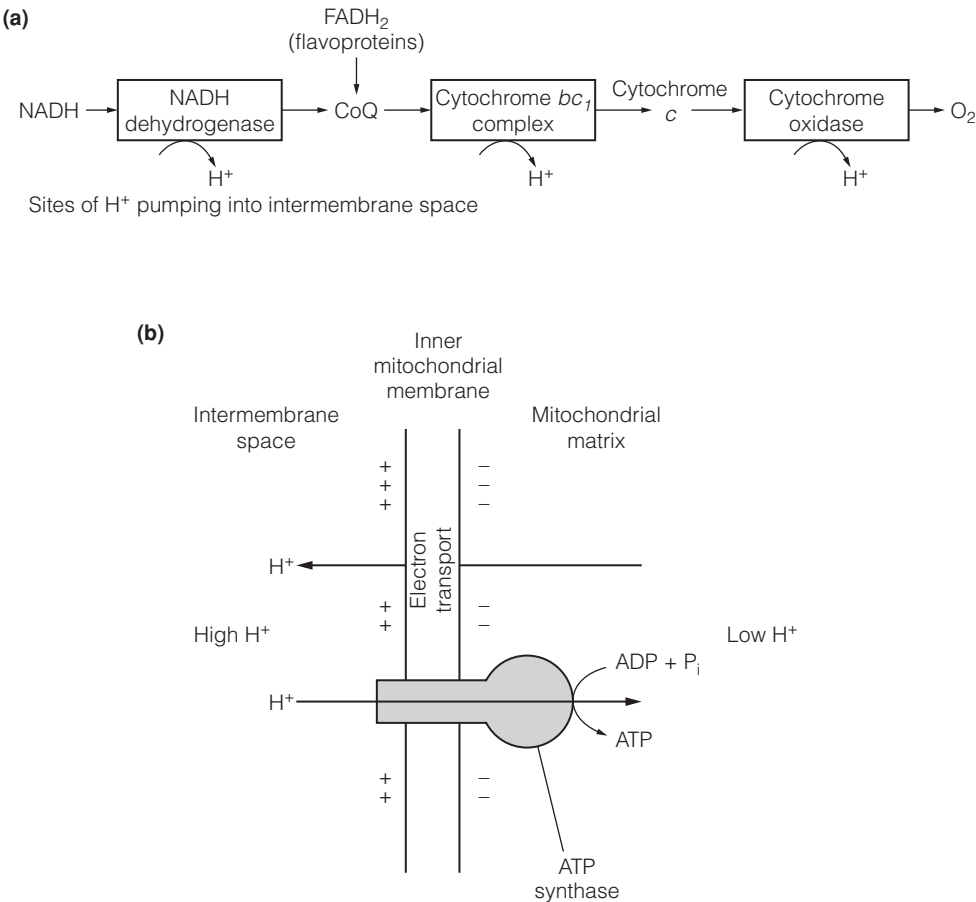 (a)
FADH₂
(flavoproteins)
NADH
NADH
dehydrogenase
CoQ
Cytochrome bc₁
complex
Cytochrome
c
Cytochrome
oxidase
O₂
H⁺
H⁺
H⁺
Sites of H⁺ pumping into intermembrane space
(b)
Inner
mitochondrial
membrane
Intermembrane
space
Mitochondrial
matrix
+ −
+ −
+ −
Electron
transport
H⁺
+ −
+ −
High H⁺
Low H⁺
ADP + Pᵢ
H⁺
ATP
+ −
+ −
ATP
synthase